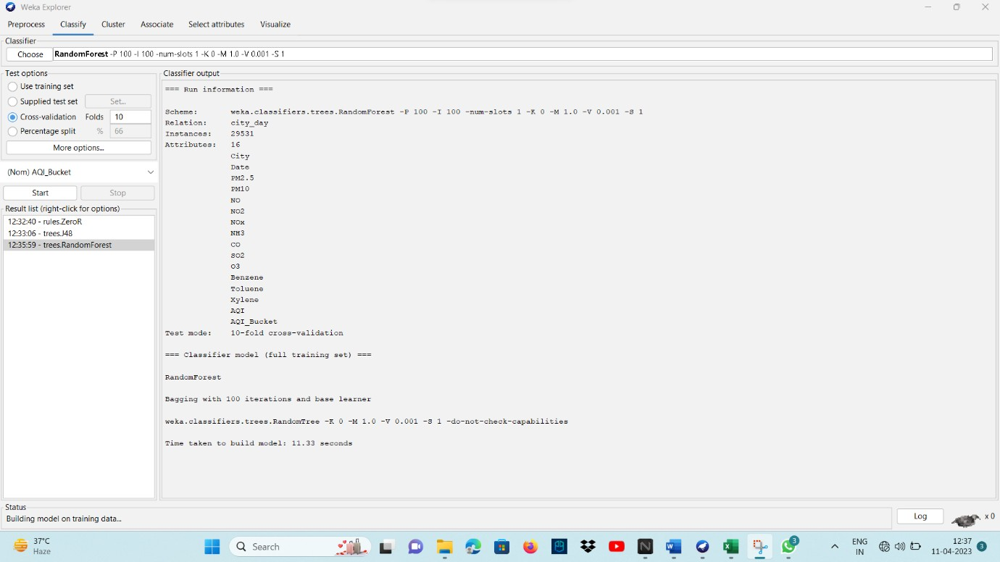 Weka Explorer
Preprocess Classify Cluster Associate Select attributes Visualize
Classifier
Choose RandomForest -P 100 -I 100 -num-slots 1 -K 0 -M 1.0 -V 0.001 -S 1
Test options
Use training set
Supplied test set Set...
Cross-validation Folds 10
Percentage split % 66
More options...
(Nom) AQI_Bucket
Start Stop
Result list (right-click for options)
12:32:40 - rules.ZeroR
12:33:06 - trees.J48
12:35:59 - trees.RandomForest
Classifier output
=== Run information ===
Scheme: weka.classifiers.trees.RandomForest -P 100 -I 100 -num-slots 1 -K 0 -M 1.0 -V 0.001 -S 1
Relation: city_day
Instances: 29531
Attributes: 16
City
Date
PM2.5
PM10
NO
NO2
NOx
NH3
CO
SO2
O3
Benzene
Toluene
Xylene
AQI
AQI_Bucket
Test mode: 10-fold cross-validation
=== Classifier model (full training set) ===
RandomForest
Bagging with 100 iterations and base learner
weka.classifiers.trees.RandomTree -K 0 -M 1.0 -V 0.001 -S 1 -do-not-check-capabilities
Time taken to build model: 11.33 seconds
Status
Building model on training data...
Log x 0
37°C
Haze
Search
3
ENG
IN
12:37
11-04-2023
3